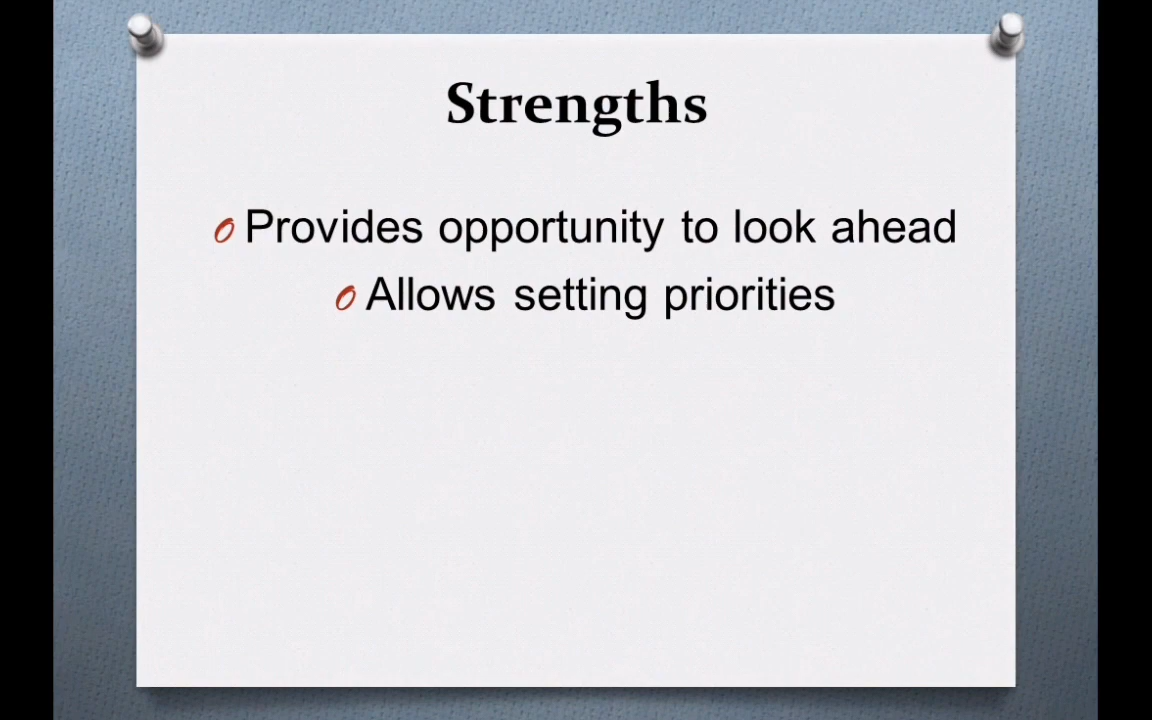 Strengths
Provides opportunity to look ahead
Allows setting priorities